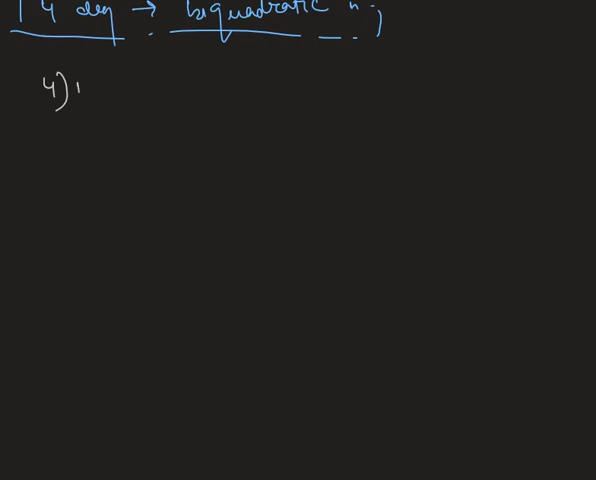 4 deg → biquadratic " ;
4)